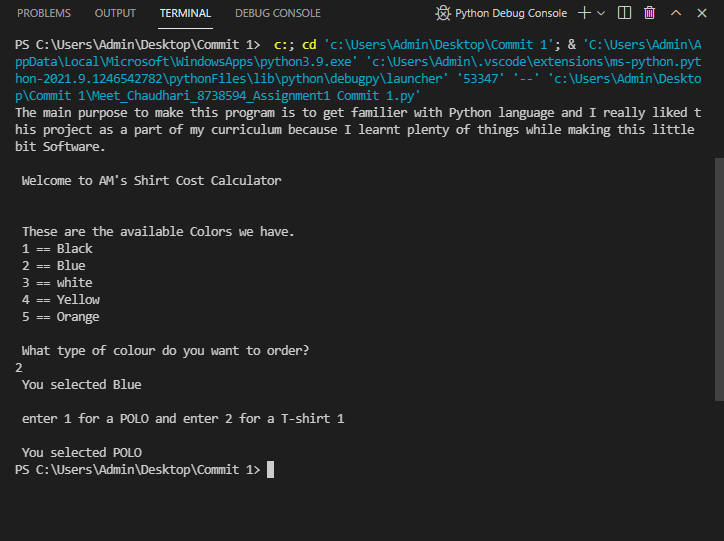 PROBLEMS OUTPUT TERMINAL DEBUG CONSOLE Python Debug Console
PS C:\Users\Admin\Desktop\Commit 1>  c:; cd 'c:\Users\Admin\Desktop\Commit 1'; & 'C:\Users\Admin\A
ppData\Local\Microsoft\WindowsApps\python3.9.exe' 'c:\Users\Admin\.vscode\extensions\ms-python.pyt
hon-2021.9.1246542782\pythonFiles\lib\python\debugpy\launcher' '53347' '--' 'c:\Users\Admin\Deskto
p\Commit 1\Meet_Chaudhari_8738594_Assignment1 Commit 1.py'
The main purpose to make this program is to get familier with Python language and I really liked t
his project as a part of my curriculum because I learnt plenty of things while making this little
bit Software.
Welcome to AM's Shirt Cost Calculator
These are the available Colors we have.
1 == Black
2 == Blue
3 == white
4 == Yellow
5 == Orange
What type of colour do you want to order?
2
You selected Blue
enter 1 for a POLO and enter 2 for a T-shirt 1
You selected POLO
PS C:\Users\Admin\Desktop\Commit 1>